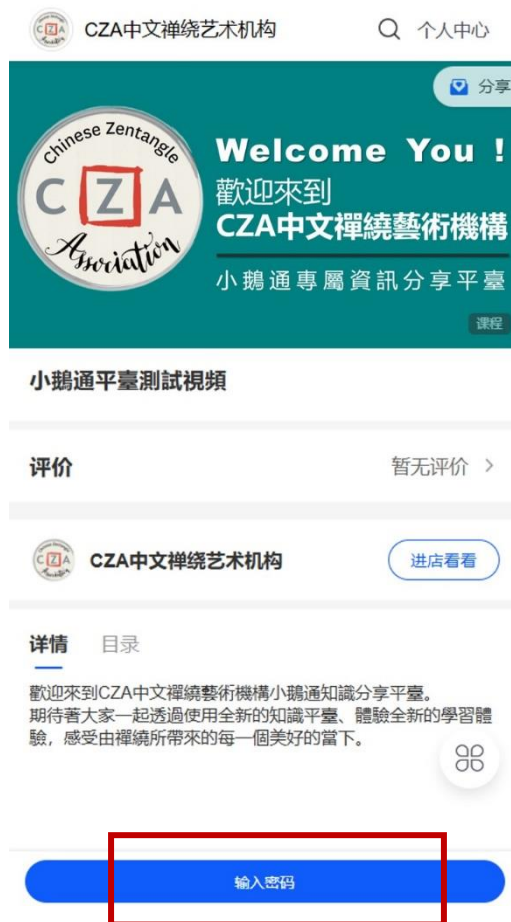 CZA
CZA中文禅绕艺术机构
个人中心
分享
Chinese Zentangle
CZA
Association
Welcome You !
歡迎來到
CZA中文禪繞藝術機構
小鵝通專屬資訊分享平臺
课程
小鵝通平臺測試視頻
评价
暂无评价
CZA
CZA中文禅绕艺术机构
进店看看
详情
目录
歡迎來到CZA中文禪繞藝術機構小鵝通知識分享平臺。
期待著大家一起透過使用全新的知識平臺、體驗全新的學習體
驗，感受由禪繞所帶來的每一個美好的當下。
输入密码